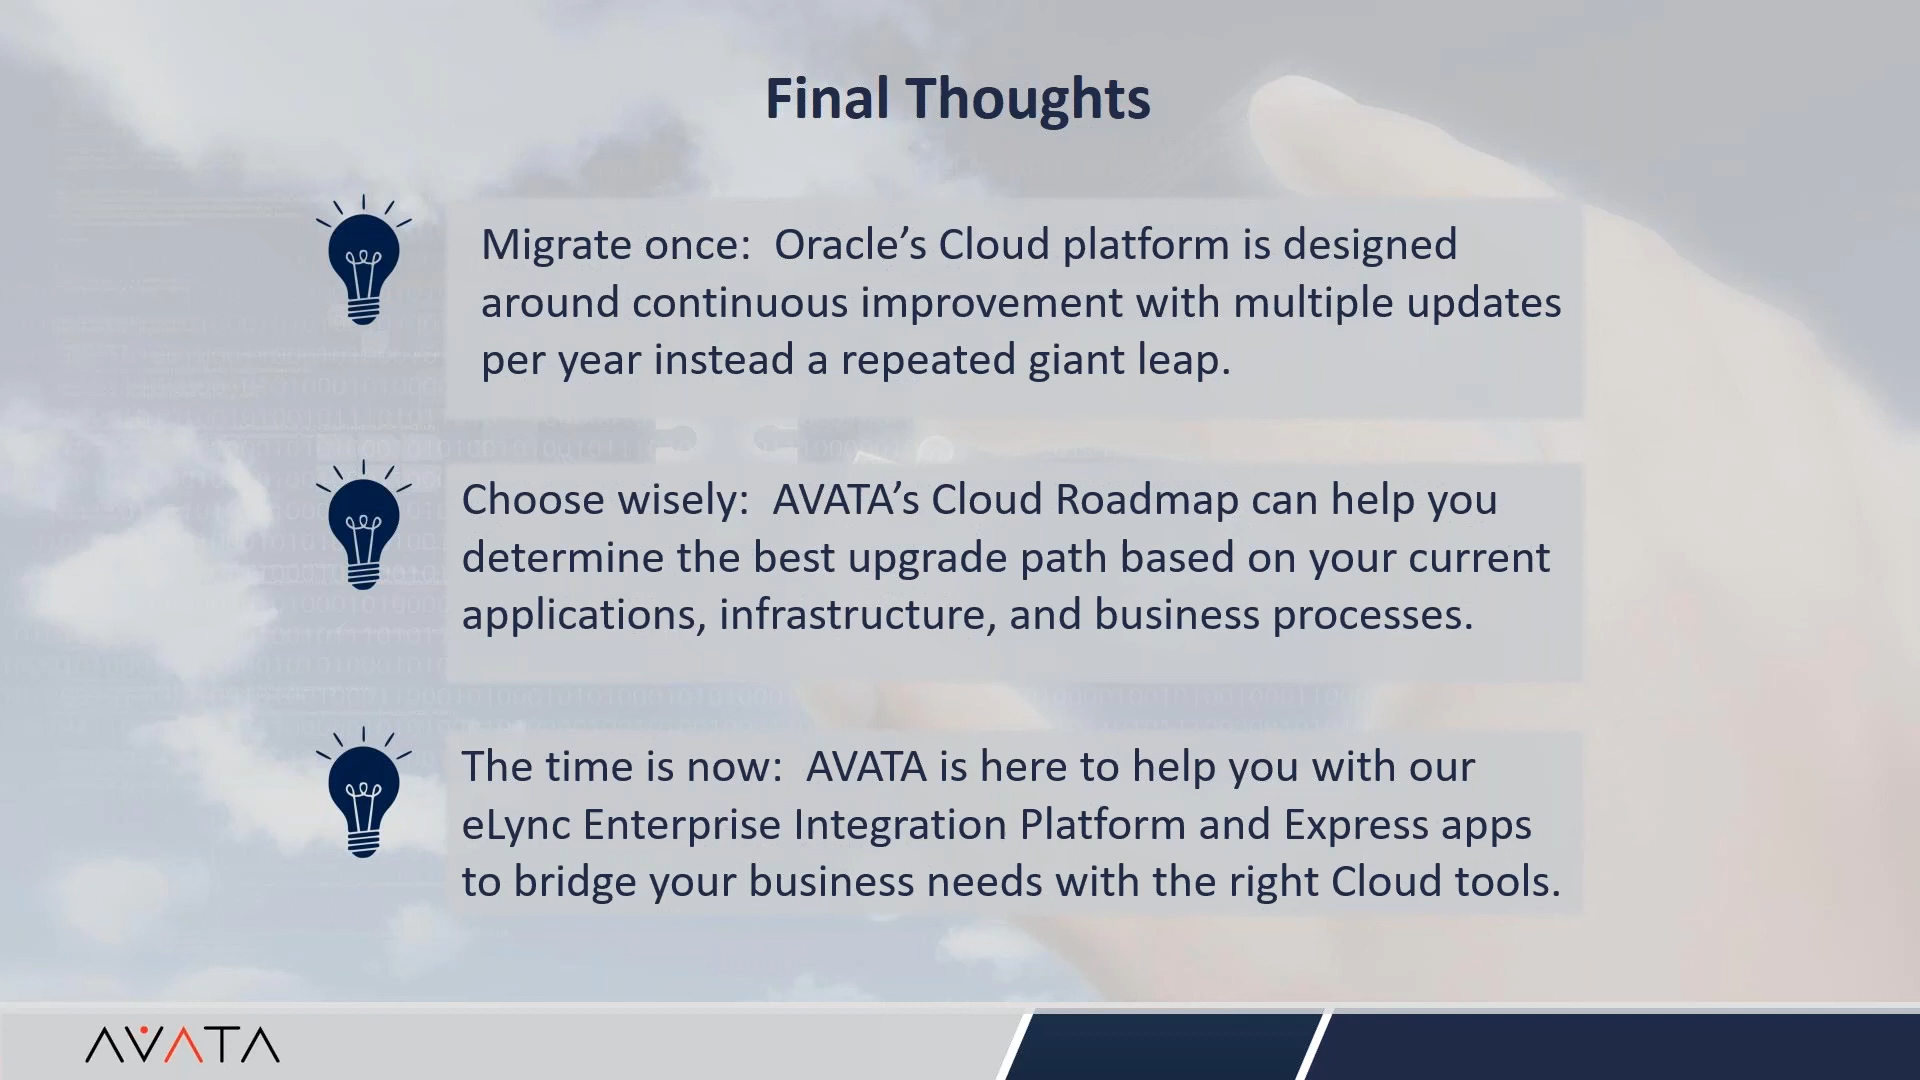 Final Thoughts
Migrate once:  Oracle’s Cloud platform is designed
around continuous improvement with multiple updates
per year instead a repeated giant leap.
Choose wisely:  AVATA’s Cloud Roadmap can help you
determine the best upgrade path based on your current
applications, infrastructure, and business processes.
The time is now:  AVATA is here to help you with our
eLync Enterprise Integration Platform and Express apps
to bridge your business needs with the right Cloud tools.
AVATA